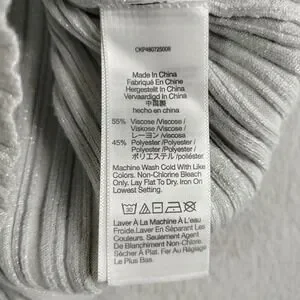 CKP48072S008
Made In China
Fabriqué En Chine
Hergestellt In China
Vervaardigd In China
中国製
hecho en china
55% Viscose /Viscosa/
Viskose /Viscose/
レーヨン /viscosa
45% Polyester /Polyester/
Polyester /Polyester/
ポリエステル /poliéster
Machine Wash Cold With Like
Colors. Non-Chlorine Bleach
Only. Lay Flat To Dry. Iron On
Lowest Setting.
Laver À La Machine À L'eau
Froide.Laver En Séparant Les
Couleurs. Seulement Agent
De Blanchiment Non-Chloré.
Sécher À Plat. Fer Au Réglage
Le Plus Froid.